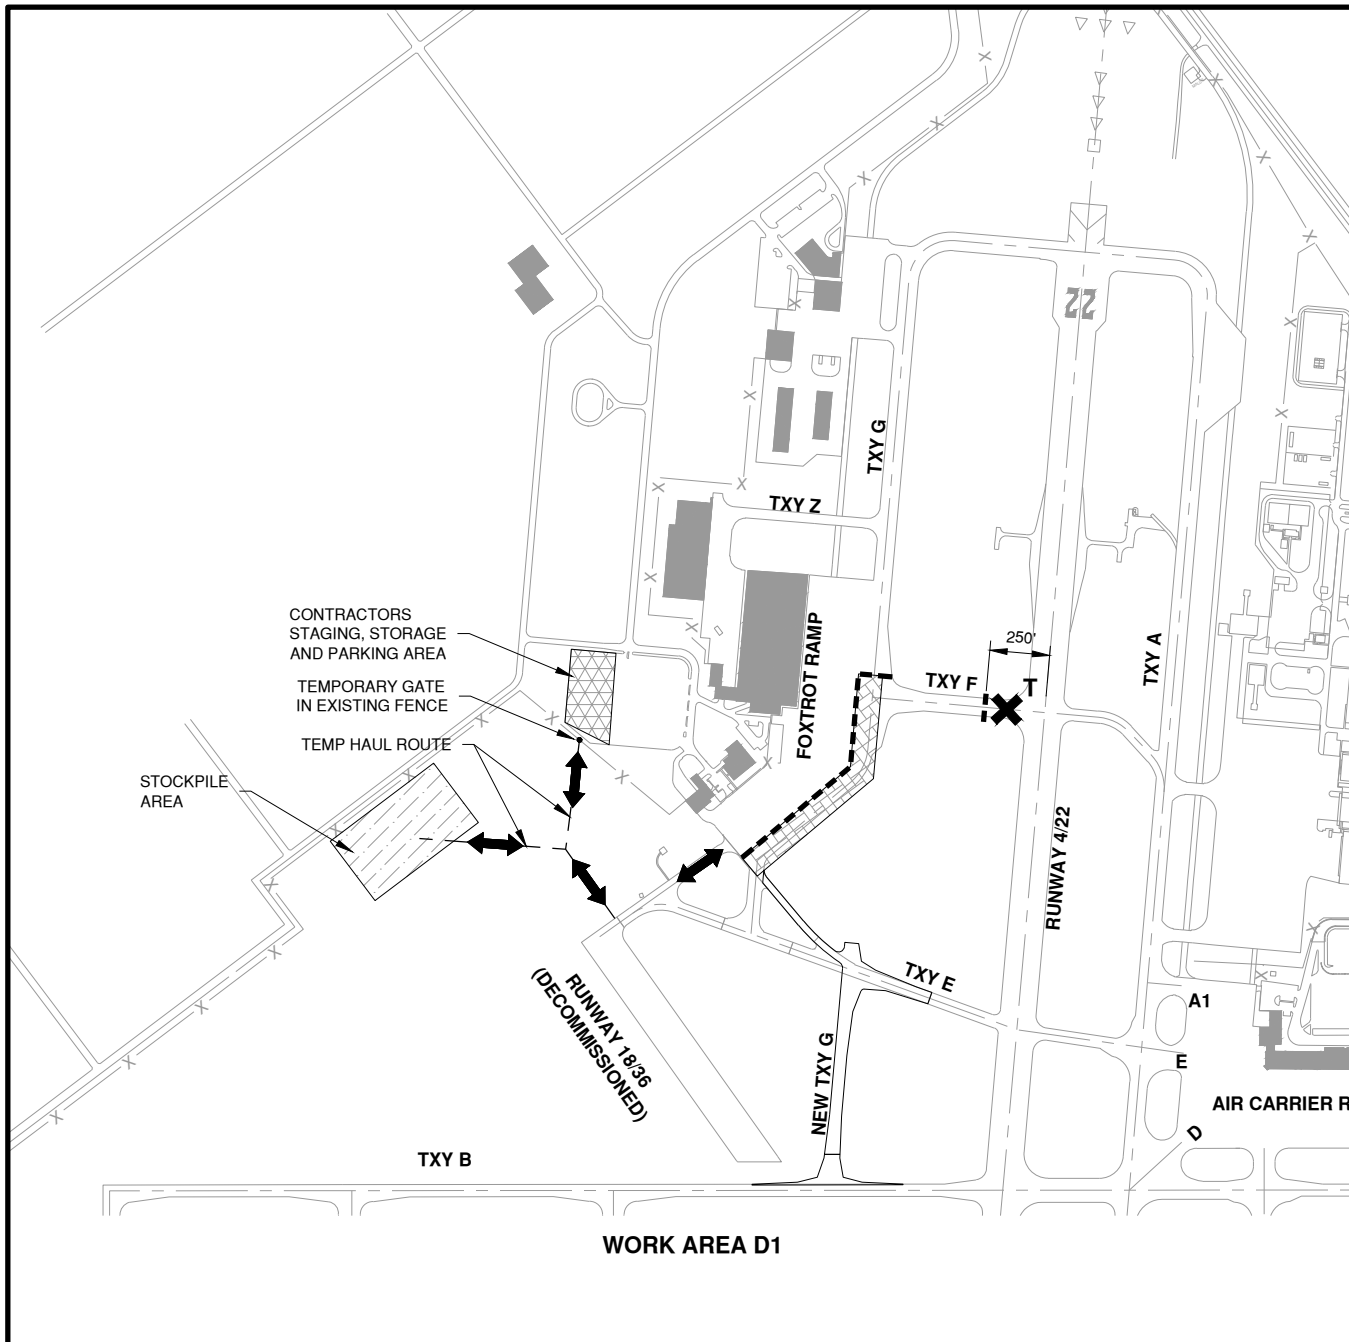 22
TXY G
TXY Z
CONTRACTORS
STAGING, STORAGE
AND PARKING AREA
FOXTROT RAMP
250'
TXY A
TXY F
T
TEMPORARY GATE
IN EXISTING FENCE
TEMP HAUL ROUTE
STOCKPILE
AREA
RUNWAY 4/22
TXY E
RUNWAY 18/36
(DECOMMISSIONED)
A1
NEW TXY G
E
AIR CARRIER R
D
TXY B
WORK AREA D1